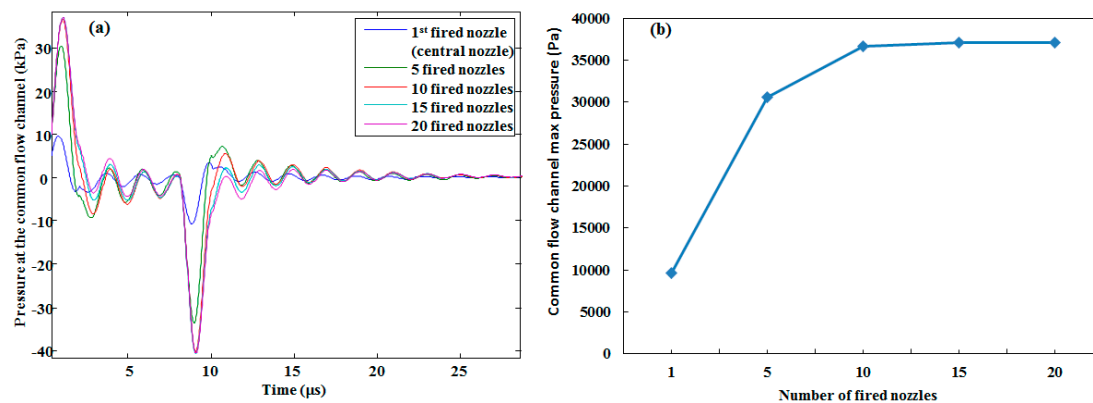 (a)
Pressure at the common flow channel (kPa)
30
20
10
0
-10
-20
-30
-40
5
10
15
20
25
Time (μs)
1st fired nozzle
(central nozzle)
5 fired nozzles
10 fired nozzles
15 fired nozzles
20 fired nozzles
(b)
Common flow channel max pressure (Pa)
40000
35000
30000
25000
20000
15000
10000
5000
0
1
5
10
15
20
Number of fired nozzles